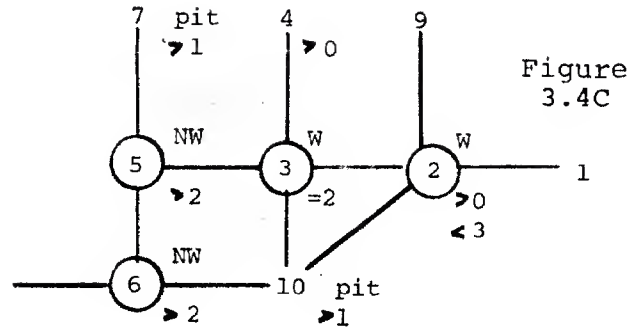 7 pit 4 9
>1 >0
Figure
3.4C
NW W W
5 3 2 1
>2 =2 >0
<3
NW
6 10 pit
>2 >1